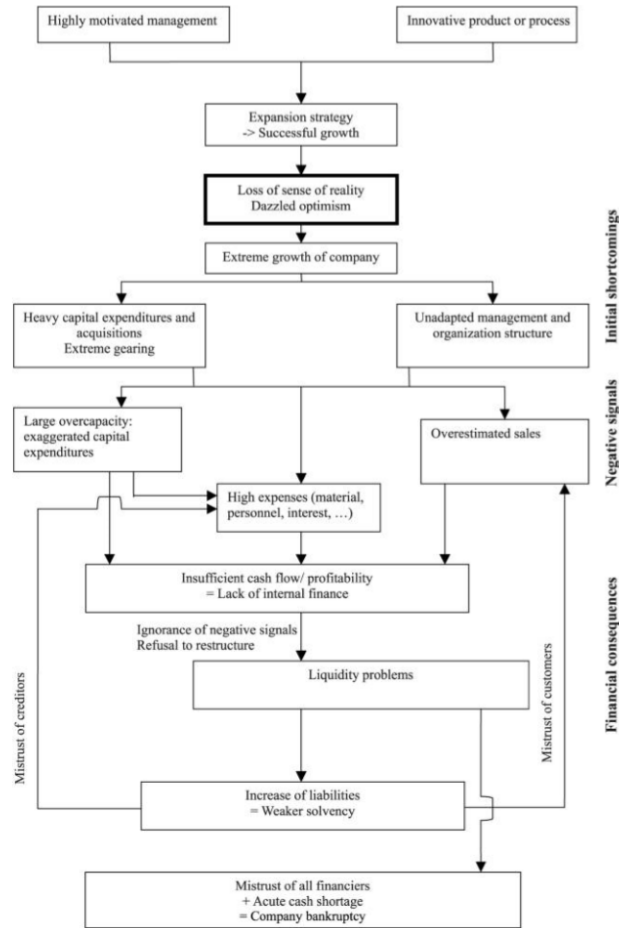 Highly motivated management
Innovative product or process
Expansion strategy
-> Successful growth
Loss of sense of reality
Dazzled optimism
Extreme growth of company
Initial shortcomings
Heavy capital expenditures and
acquisitions
Extreme gearing
Unadapted management and
organization structure
Negative signals
Large overcapacity:
exaggerated capital
expenditures
Overestimated sales
High expenses (material,
personnel, interest, …)
Insufficient cash flow/ profitability
= Lack of internal finance
Financial consequences
Ignorance of negative signals
Refusal to restructure
Liquidity problems
Mistrust of creditors
Mistrust of customers
Increase of liabilities
= Weaker solvency
Mistrust of all financiers
+ Acute cash shortage
= Company bankruptcy